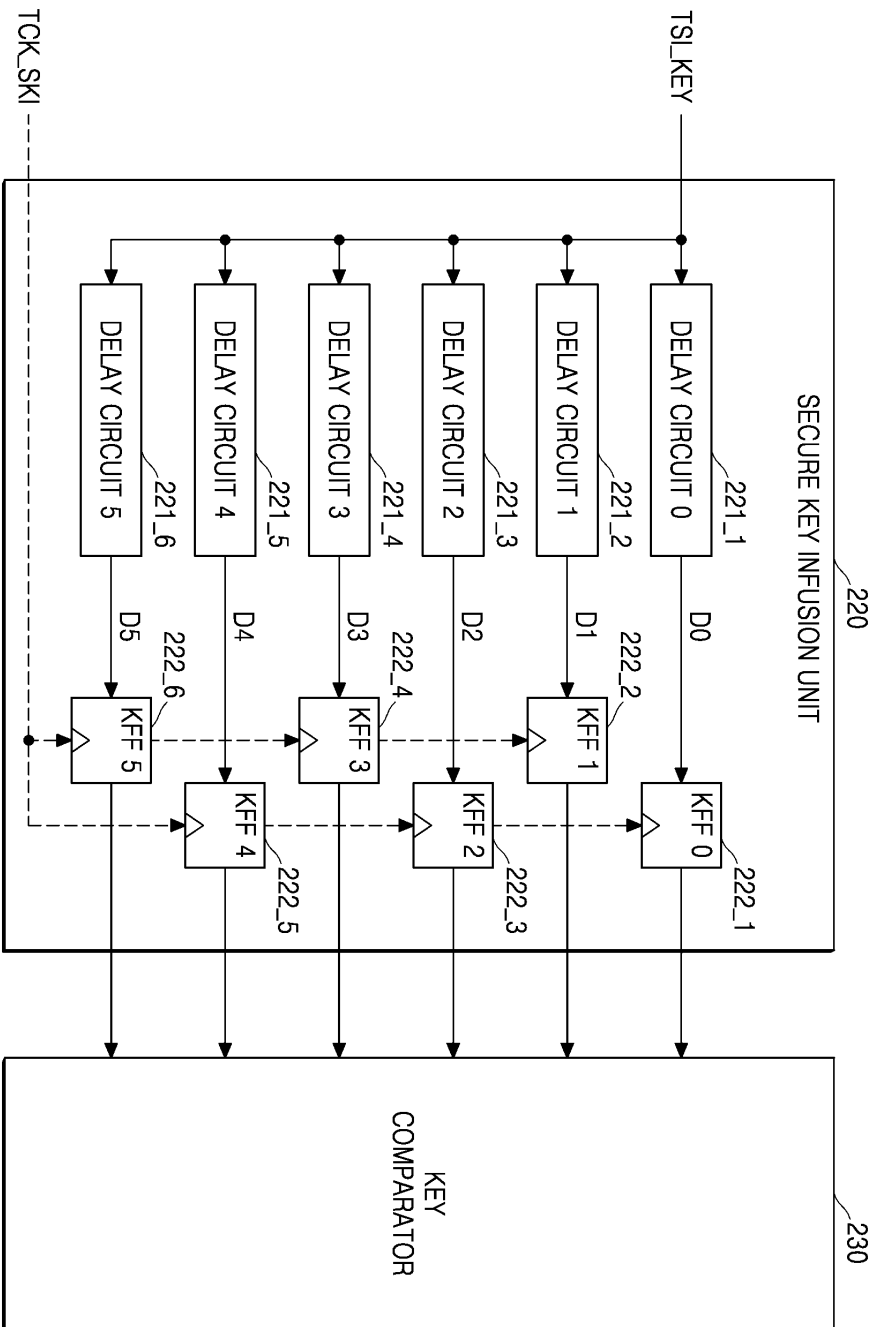 220
230
SECURE KEY INFUSION UNIT
TSI_KEY
221_1
DELAY CIRCUIT 0
D0
KFF 0
222_1
221_2
DELAY CIRCUIT 1
D1
222_2
KFF 1
221_3
DELAY CIRCUIT 2
D2
KFF 2
222_3
221_4
DELAY CIRCUIT 3
D3
222_4
KFF 3
221_5
DELAY CIRCUIT 4
D4
KFF 4
222_5
221_6
DELAY CIRCUIT 5
D5
222_6
KFF 5
TCK_SKI
KEY
COMPARATOR